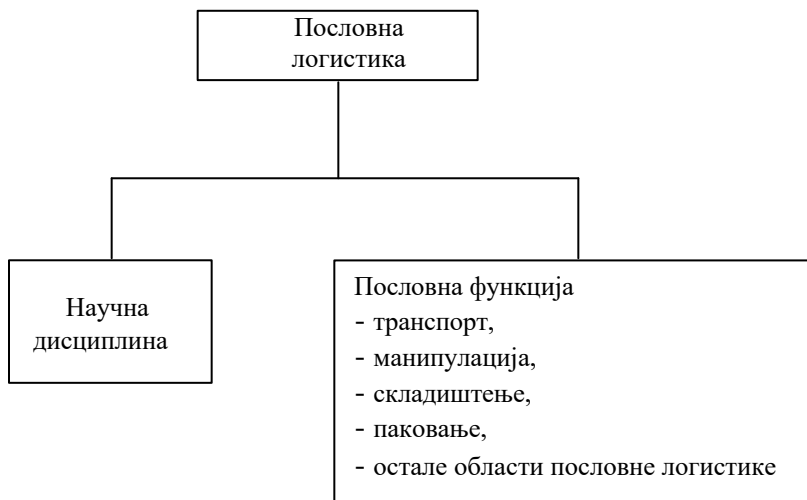 Пословна
логистика
Научна
дисциплина
Пословна функција
- транспорт,
- манипулација,
- складиштење,
- паковање,
- остале области пословне логистике